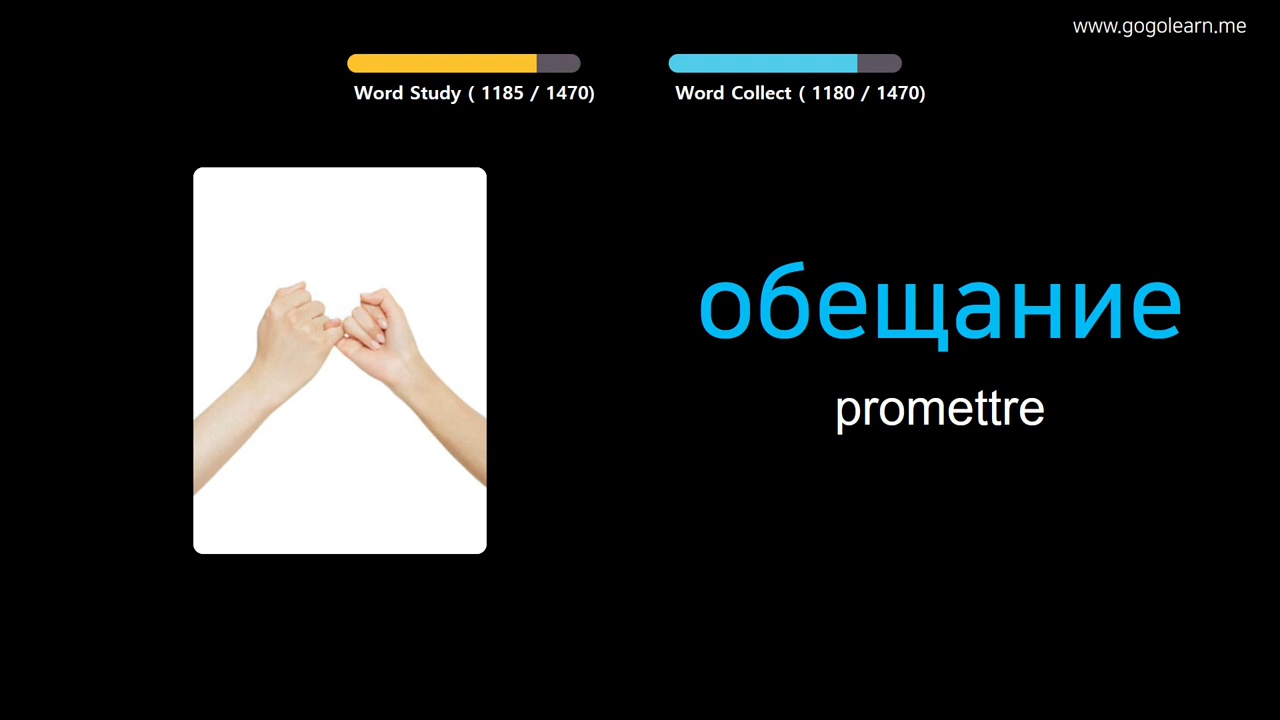 www.gogolearn.me
Word Study ( 1185 / 1470)
Word Collect ( 1180 / 1470)
обещание
promettre